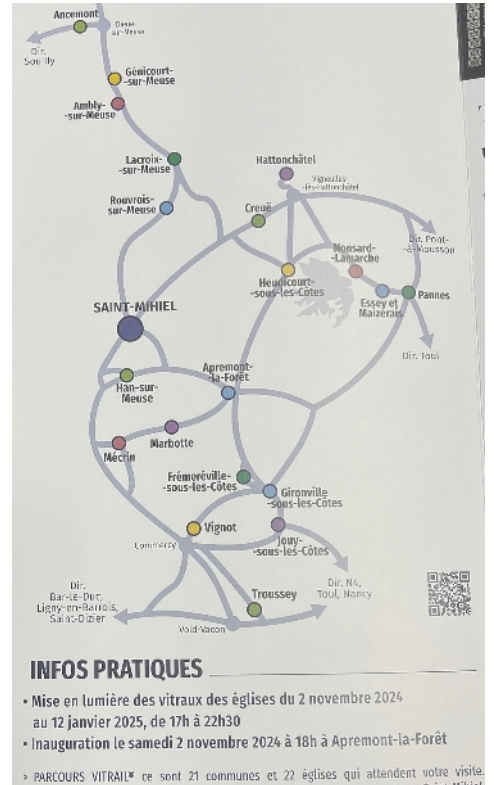 Ancemont
Dieue-
-sur-Meuse
Dir.
Souilly
Génicourt-
-sur-Meuse
Ambly-
-sur-Meuse
Lacroix-
-sur-Meuse
Hattonchâtel
Vigneulles-
-lès-Hattonchâtel
Rouvrois-
sur-Meuse
Creuë
Dir. Pont-
-à-Mousson
Nonsard-
-Lamarche
Heudicourt-
-sous-les-Côtes
Essey et
Maizerais
Pannes
SAINT-MIHIEL
Dir. Toul
Apremont-
-la-Forêt
Han-sur-
Meuse
Marbotte
Mécrin
Frémeréville-
-sous-les-Côtes
Gironville
-sous-les-Côtes
Vignot
Commercy
Jouy-
-sous-les-Côtes
Dir.
Bar-le-Duc,
Ligny-en-Barrois,
Saint-Dizier
Dir. N4,
Toul, Nancy
Troussey
Void-Vacon
INFOS PRATIQUES
• Mise en lumière des vitraux des églises du 2 novembre 2024
au 12 janvier 2025, de 17h à 22h30
• Inauguration le samedi 2 novembre 2024 à 18h à Apremont-la-Forêt
> PARCOURS VITRAIL* ce sont 21 communes et 22 églises qui attendent votre visite.